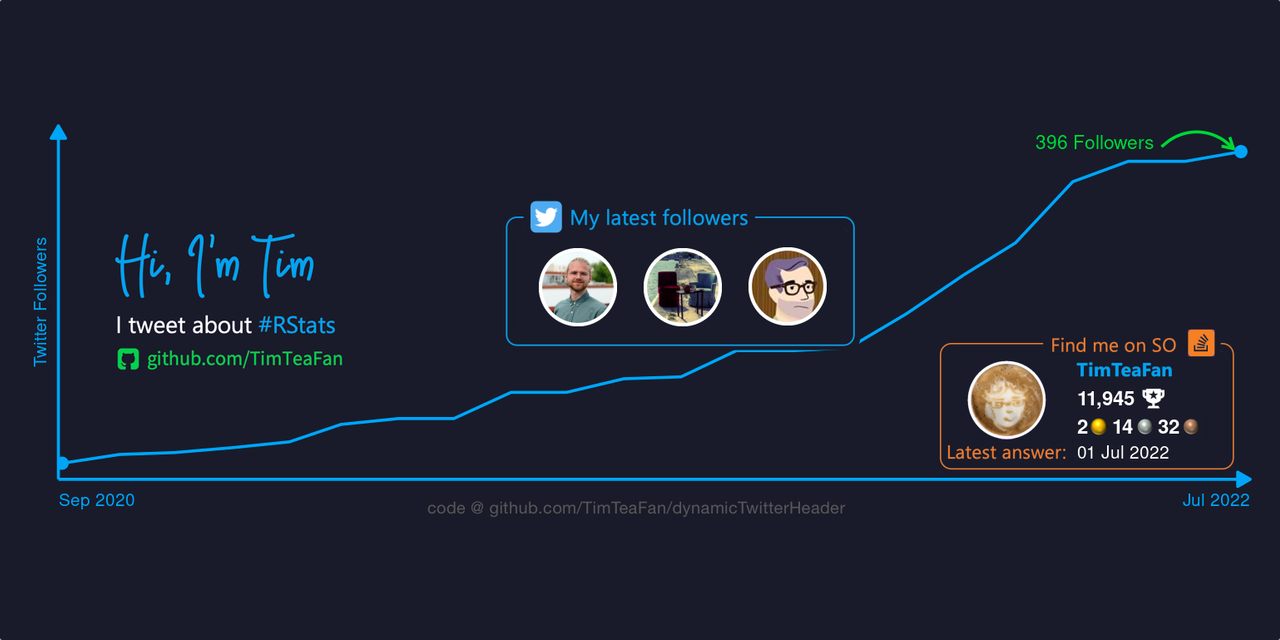 396 Followers
My latest followers
Twitter Followers
Hi, I'm Tim
I tweet about #RStats
github.com/TimTeaFan
Find me on SO
TimTeaFan
11,945
2 14 32
Latest answer: 01 Jul 2022
Sep 2020
Jul 2022
code @ github.com/TimTeaFan/dynamicTwitterHeader